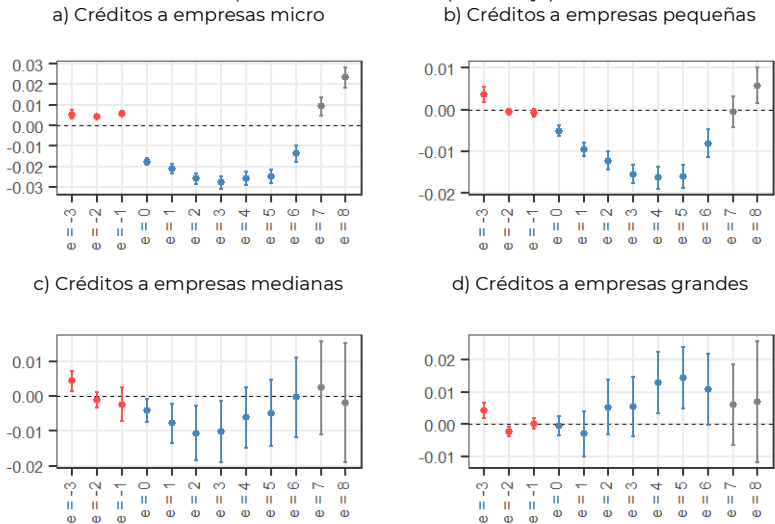 a) Créditos a empresas micro
0.03
0.02
0.01
0.00
-0.01
-0.02
-0.03
e = -3
e = -2
e = -1
e = 0
e = 1
e = 2
e = 3
e = 4
e = 5
e = 6
e = 7
e = 8
b) Créditos a empresas pequeñas
0.01
0.00
-0.01
-0.02
e = -3
e = -2
e = -1
e = 0
e = 1
e = 2
e = 3
e = 4
e = 5
e = 6
e = 7
e = 8
c) Créditos a empresas medianas
0.01
0.00
-0.01
-0.02
e = -3
e = -2
e = -1
e = 0
e = 1
e = 2
e = 3
e = 4
e = 5
e = 6
e = 7
e = 8
d) Créditos a empresas grandes
0.02
0.01
0.00
-0.01
e = -3
e = -2
e = -1
e = 0
e = 1
e = 2
e = 3
e = 4
e = 5
e = 6
e = 7
e = 8